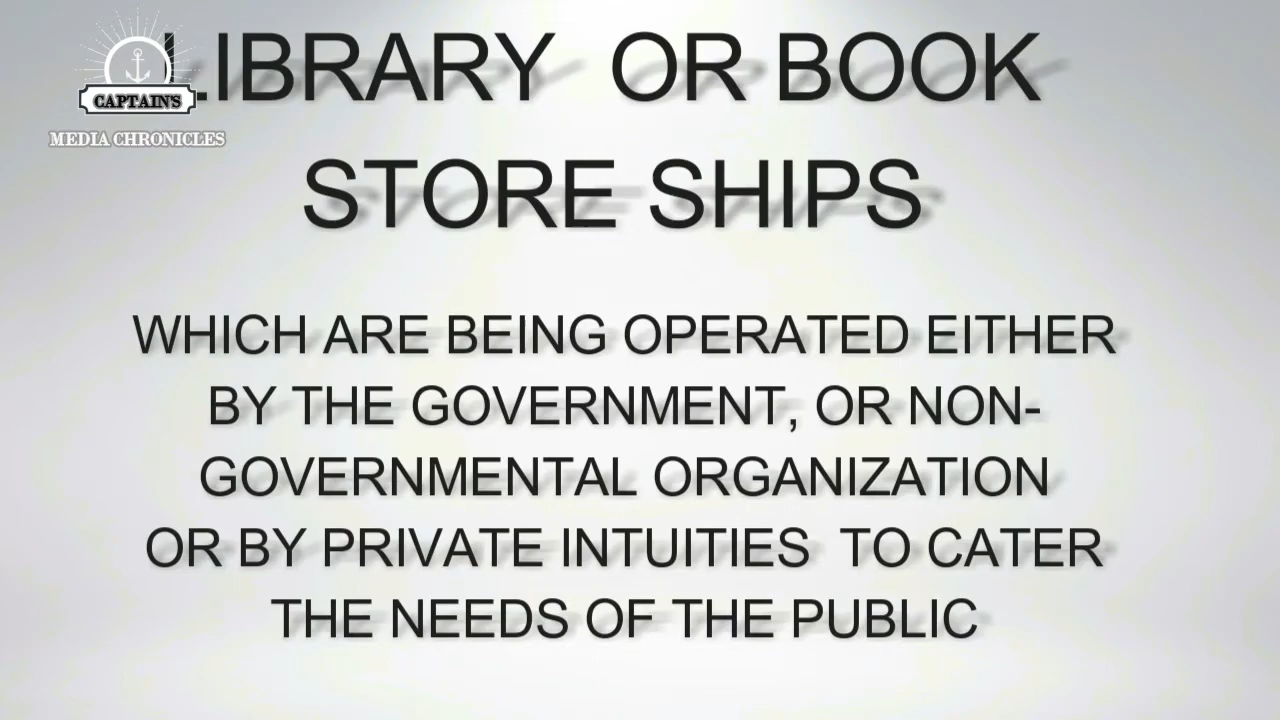 LIBRARY OR BOOK
STORE SHIPS
CAPTAIN'S
MEDIA CHRONICLES
WHICH ARE BEING OPERATED EITHER
BY THE GOVERNMENT, OR NON-
GOVERNMENTAL ORGANIZATION
OR BY PRIVATE INTUITIES TO CATER
THE NEEDS OF THE PUBLIC